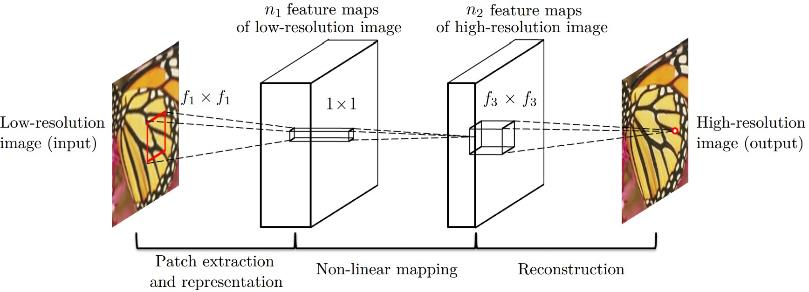 n₁ feature maps
of low-resolution image
n₂ feature maps
of high-resolution image
f₁ × f₁
1×1
f₃ × f₃
Low-resolution
image (input)
High-resolution
image (output)
Patch extraction
and representation
Non-linear mapping
Reconstruction